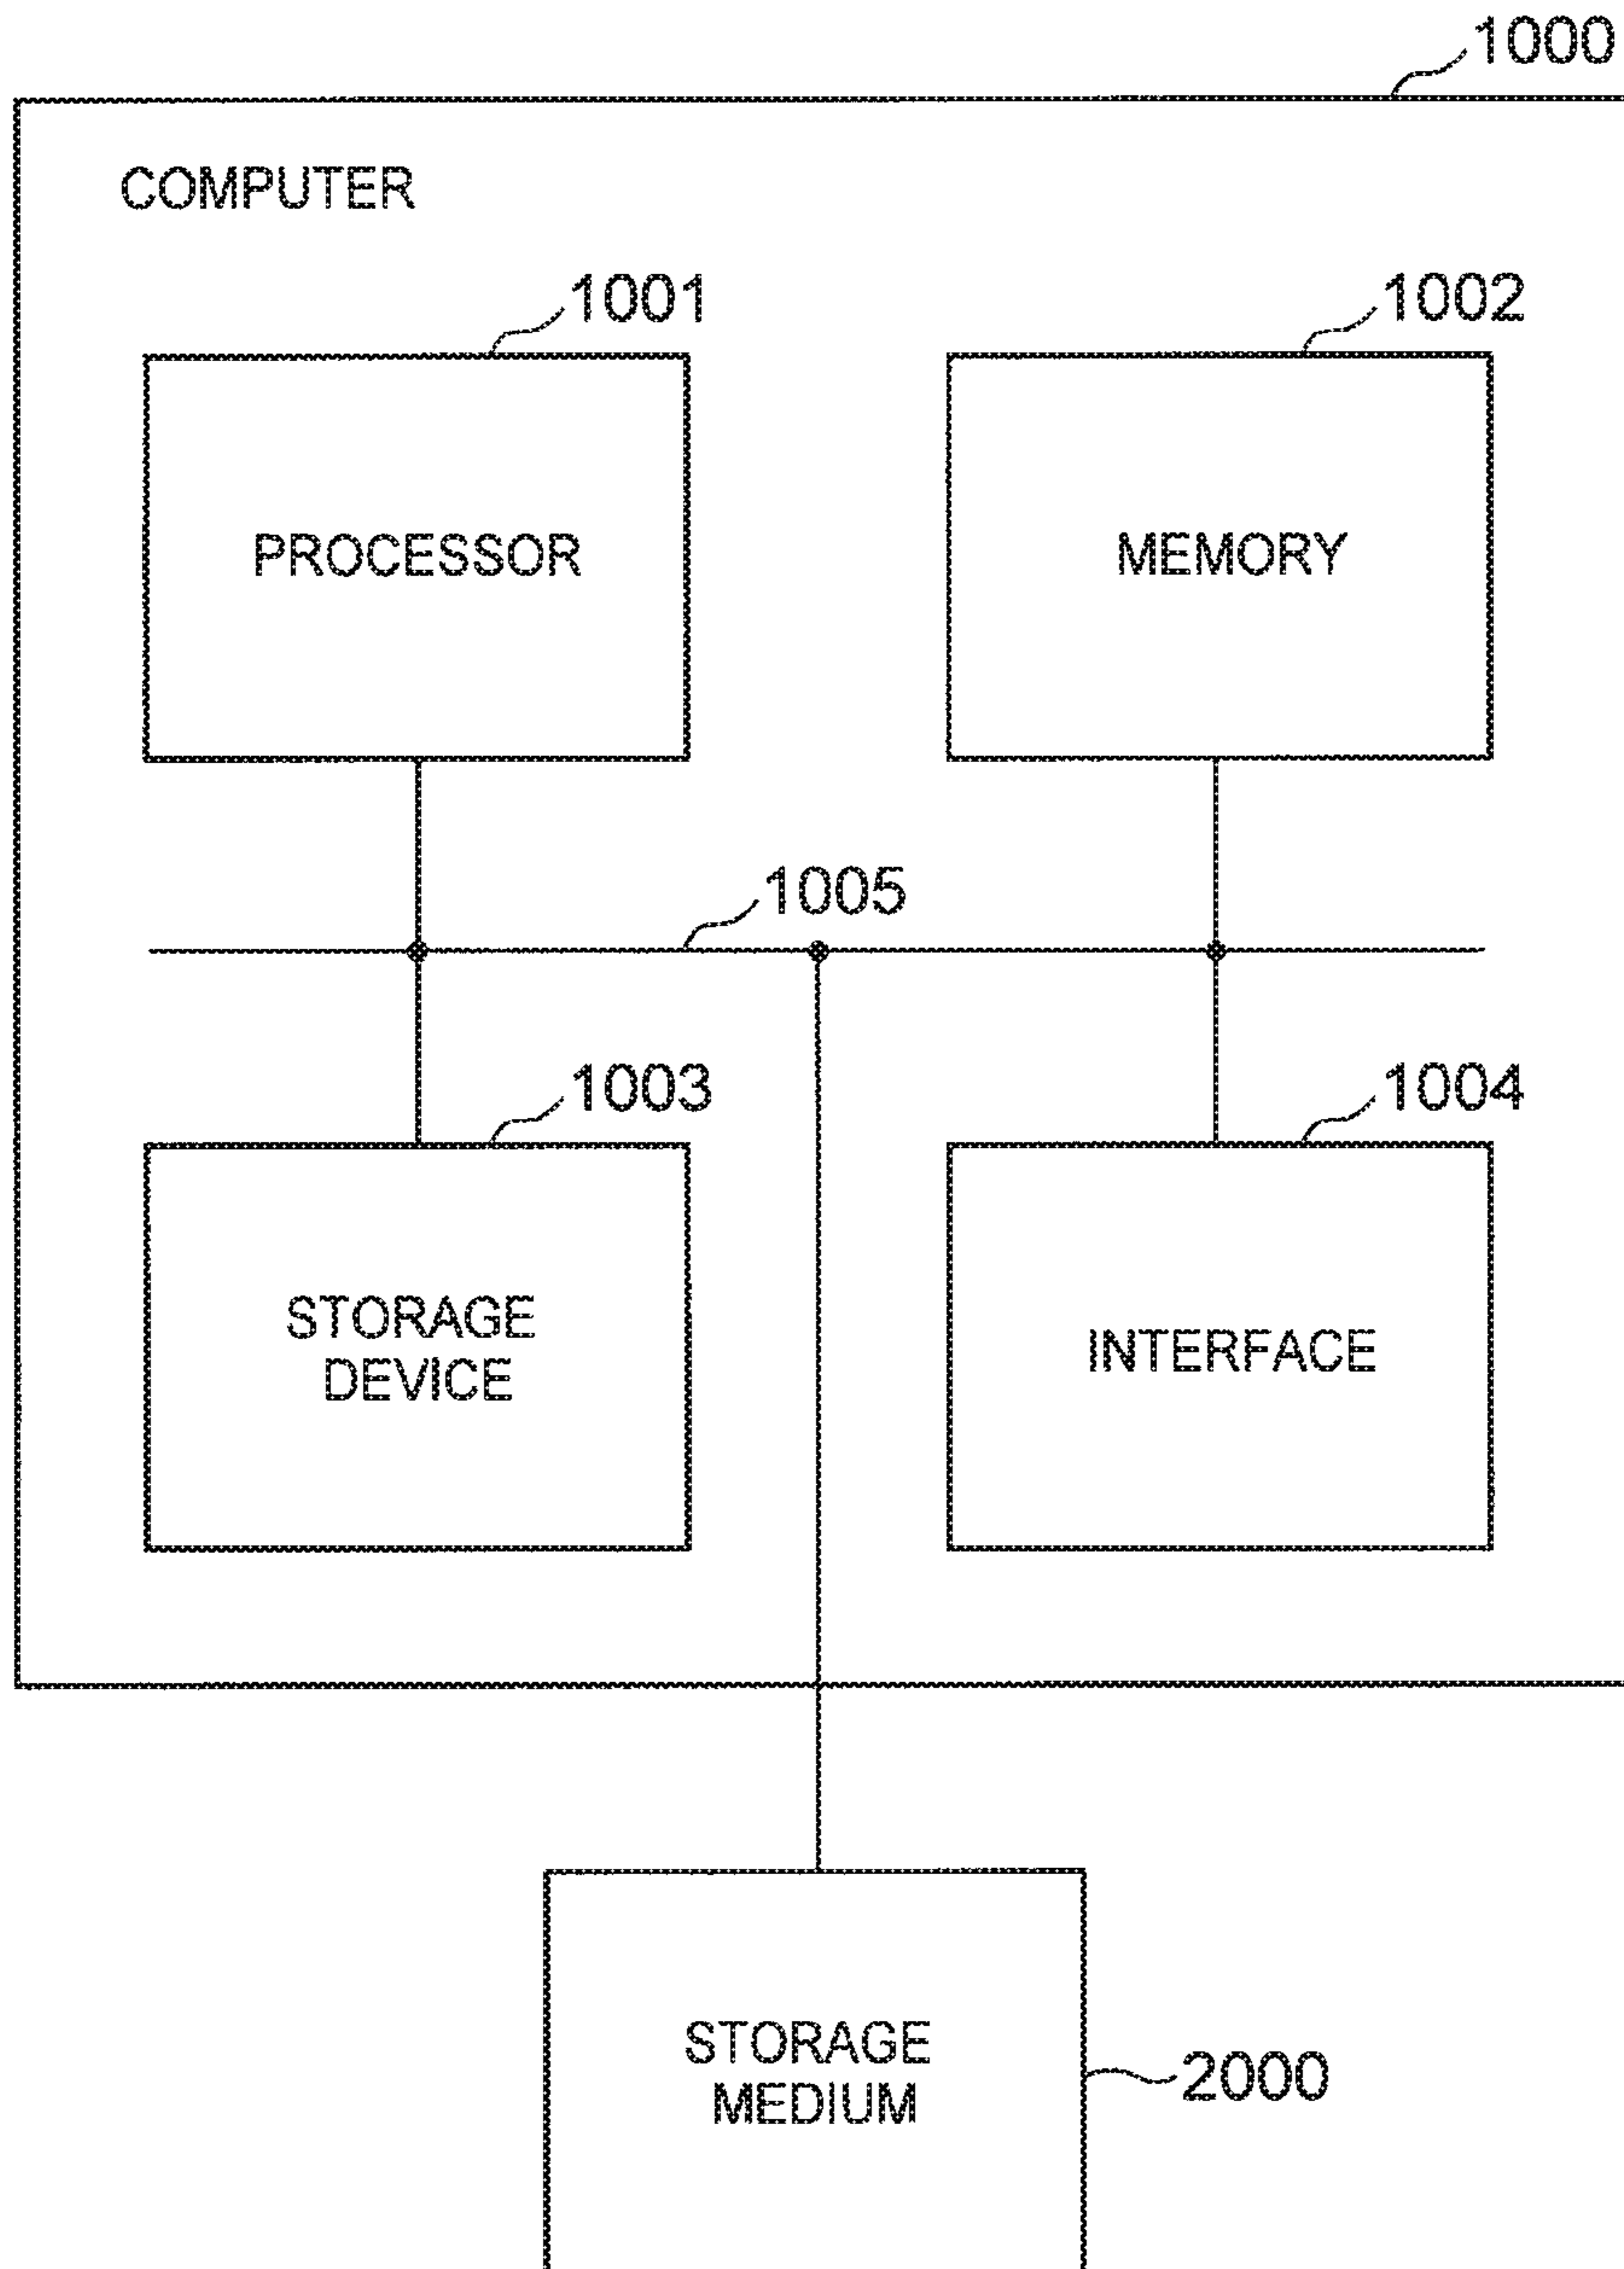 1000
COMPUTER
1001
1002
PROCESSOR
MEMORY
1005
1003
1004
STORAGE
DEVICE
INTERFACE
STORAGE
MEDIUM
2000